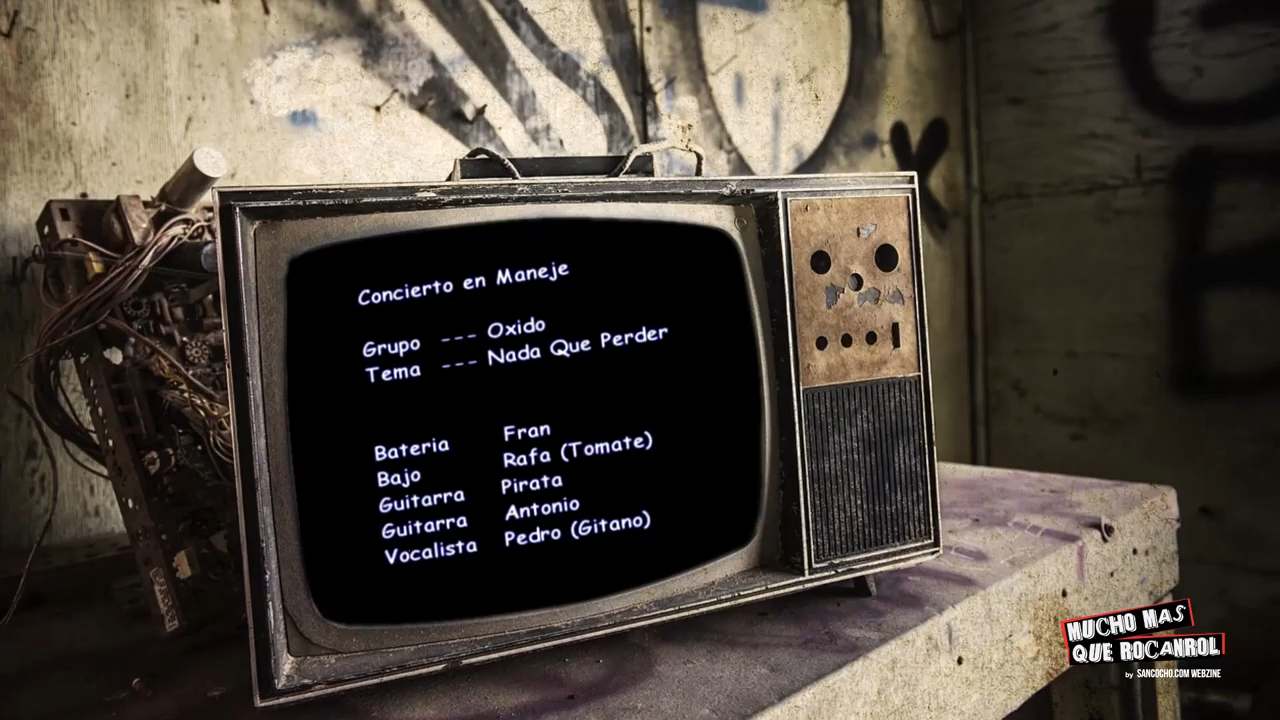 Concierto en Maneje
Grupo --- Oxido
Tema --- Nada Que Perder
Bateria Fran
Bajo Rafa (Tomate)
Guitarra Pirata
Guitarra Antonio
Vocalista Pedro (Gitano)
MUCHO MAS
QUE ROCANROL
by SANCOCHO.COM WEBZINE